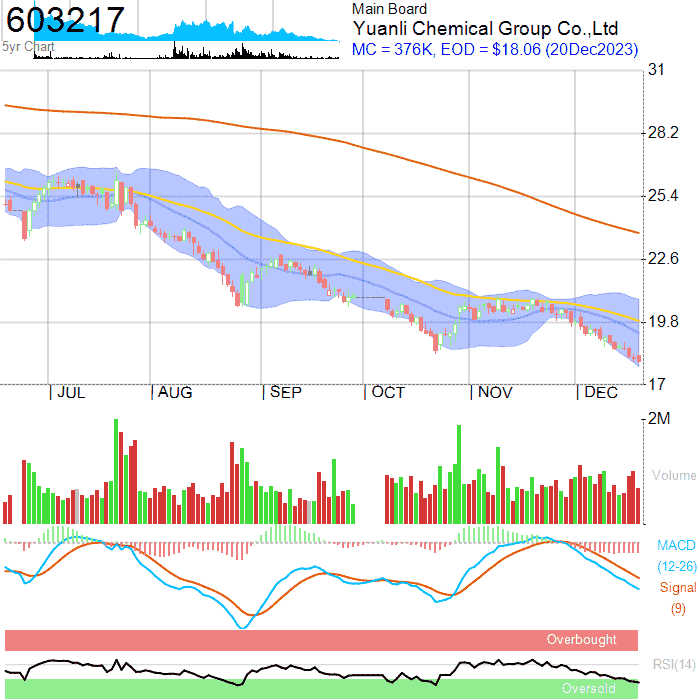 603217
5yr Chart
Main Board
Yuanli Chemical Group Co.,Ltd
MC = 376K, EOD = $18.06 (20Dec2023)
31
28.2
25.4
22.6
19.8
17
JUL AUG SEP OCT NOV DEC
2M
Volume
MACD
(12-26)
Signal
(9)
Overbought
RSI(14)
Oversold